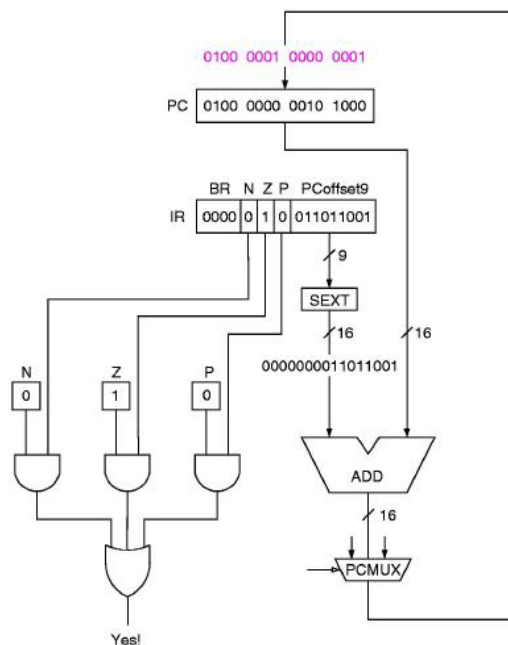 0100 0001 0000 0001
PC 0100 0000 0010 1000
BR N Z P PCoffset9
IR 0000 0 1 0 011011001
9
SEXT
16 16
0000000011011001
N Z P
0 1 0
ADD
16
PCMUX
Yes!